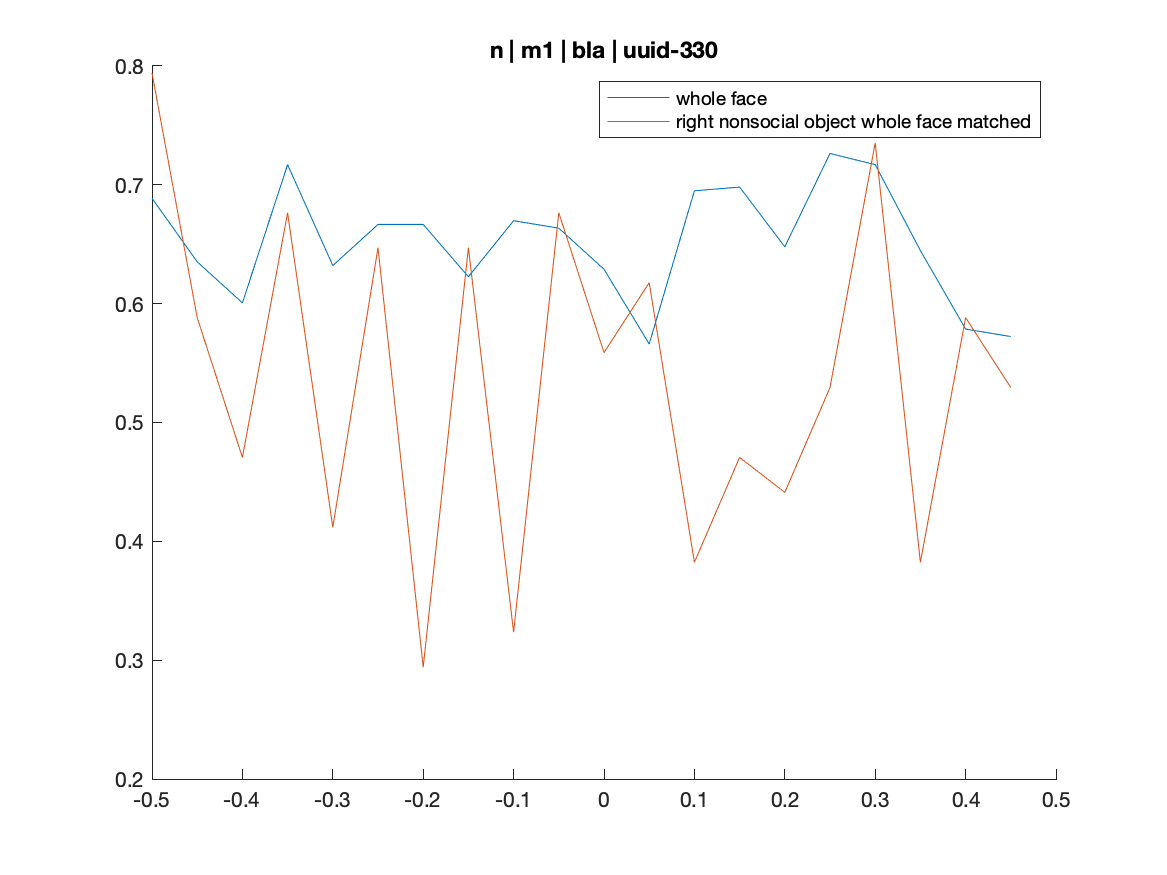 n | m1 | bla | uuid-330
0.8
whole face
right nonsocial object whole face matched
0.7
0.6
0.5
0.4
0.3
0.2
-0.5 -0.4 -0.3 -0.2 -0.1 0 0.1 0.2 0.3 0.4 0.5